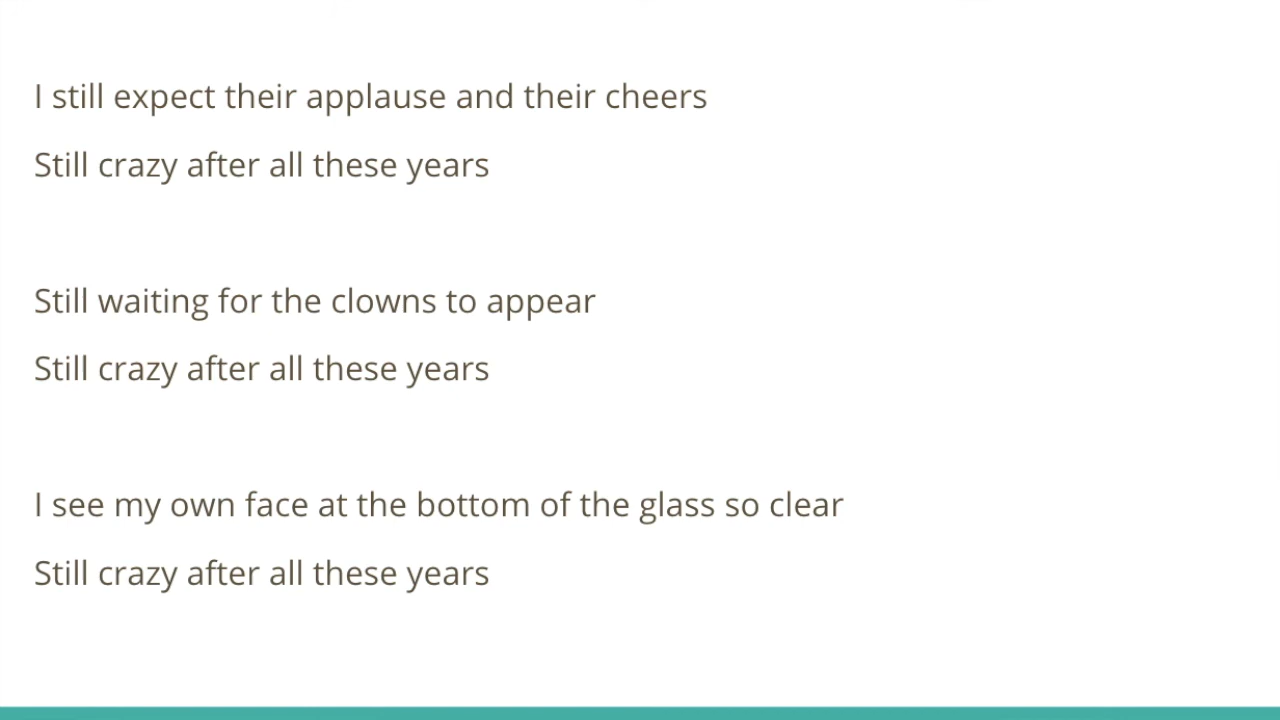 I still expect their applause and their cheers
Still crazy after all these years
Still waiting for the clowns to appear
Still crazy after all these years
I see my own face at the bottom of the glass so clear
Still crazy after all these years